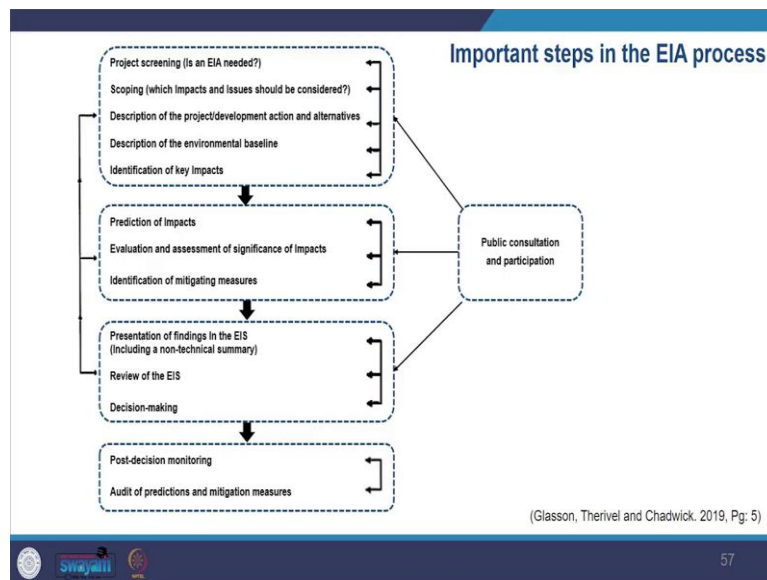 Important steps in the EIA process
Project screening (Is an EIA needed?)
Scoping (which Impacts and Issues should be considered?)
Description of the project/development action and alternatives
Description of the environmental baseline
Identification of key Impacts
Prediction of Impacts
Evaluation and assessment of significance of Impacts
Identification of mitigating measures
Public consultation
and participation
Presentation of findings In the EIS
(Including a non-technical summary)
Review of the EIS
Decision-making
Post-decision monitoring
Audit of predictions and mitigation measures
(Glasson, Therivel and Chadwick. 2019, Pg: 5)
swayam
57